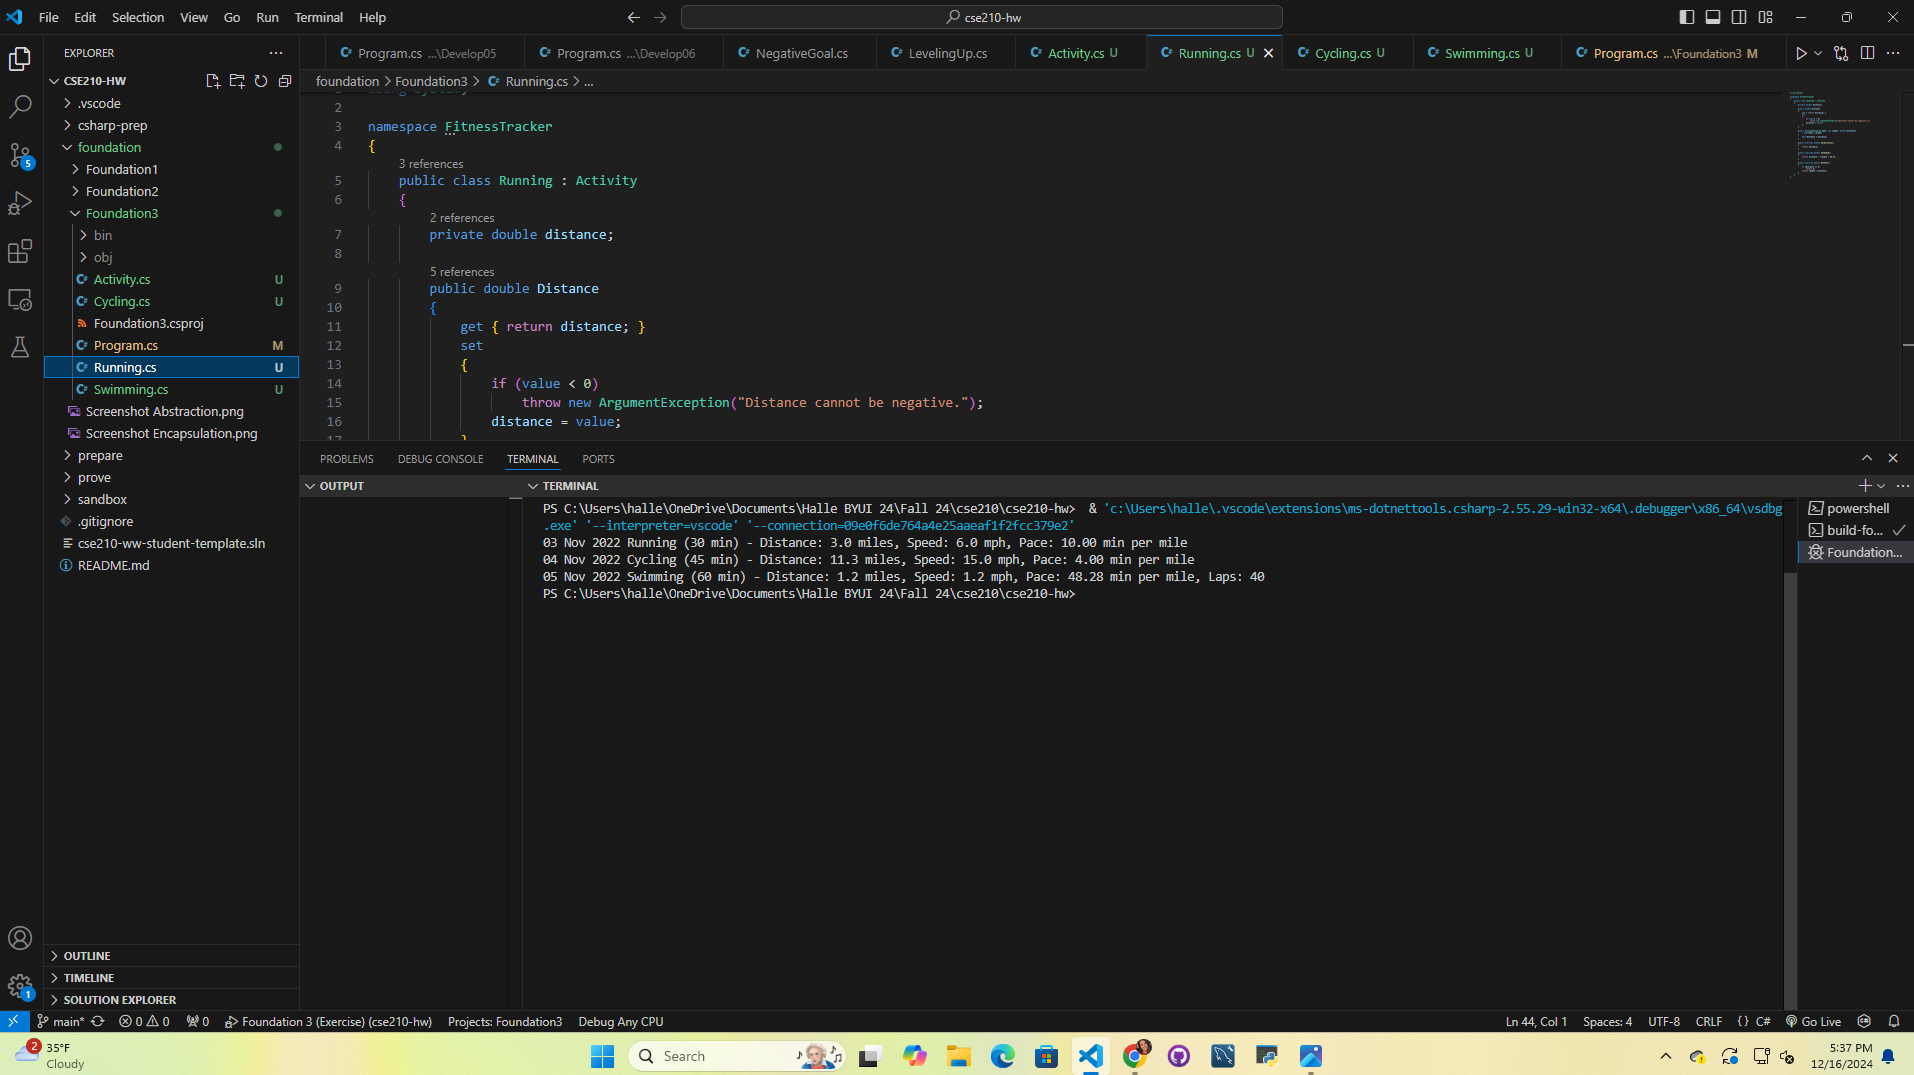 File Edit Selection View Go Run Terminal Help
cse210-hw
EXPLORER
CSE210-HW
.vscode
csharp-prep
foundation
Foundation1
Foundation2
Foundation3
bin
obj
Activity.cs U
Cycling.cs U
Foundation3.csproj
Program.cs M
Running.cs U
Swimming.cs U
Screenshot Abstraction.png
Screenshot Encapsulation.png
prepare
prove
sandbox
.gitignore
cse210-ww-student-template.sln
README.md
OUTLINE
TIMELINE
SOLUTION EXPLORER
5
1
Program.cs ...\Develop05 Program.cs ...\Develop06 NegativeGoal.cs LevelingUp.cs Activity.cs U Running.cs U Cycling.cs U Swimming.cs U Program.cs ...\Foundation3 M
foundation > Foundation3 > Running.cs > ...
2
3 namespace FitnessTracker
4 {
3 references
5 public class Running : Activity
6 {
2 references
7 private double distance;
8
5 references
9 public double Distance
10 {
11 get { return distance; }
12 set
13 {
14 if (value < 0)
15 throw new ArgumentException("Distance cannot be negative.");
16 distance = value;
17 }
PROBLEMS DEBUG CONSOLE TERMINAL PORTS
OUTPUT
TERMINAL
PS C:\Users\halle\OneDrive\Documents\Halle BYUI 24\Fall 24\cse210\cse210-hw> & 'c:\Users\halle\.vscode\extensions\ms-dotnettools.csharp-2.55.29-win32-x64\.debugger\x86_64\vsdbg
.exe' '--interpreter=vscode' '--connection=09e0f6de764a4e25aaeaf1f2fcc379e2'
03 Nov 2022 Running (30 min) - Distance: 3.0 miles, Speed: 6.0 mph, Pace: 10.00 min per mile
04 Nov 2022 Cycling (45 min) - Distance: 11.3 miles, Speed: 15.0 mph, Pace: 4.00 min per mile
05 Nov 2022 Swimming (60 min) - Distance: 1.2 miles, Speed: 1.2 mph, Pace: 48.28 min per mile, Laps: 40
PS C:\Users\halle\OneDrive\Documents\Halle BYUI 24\Fall 24\cse210\cse210-hw>
powershell
build-fo...
Foundation...
main* 0 0 0 Foundation 3 (Exercise) (cse210-hw) Projects: Foundation3 Debug Any CPU Ln 44, Col 1 Spaces: 4 UTF-8 CRLF {} C# Go Live
2
35°F
Cloudy
Search
5:37 PM
12/16/2024